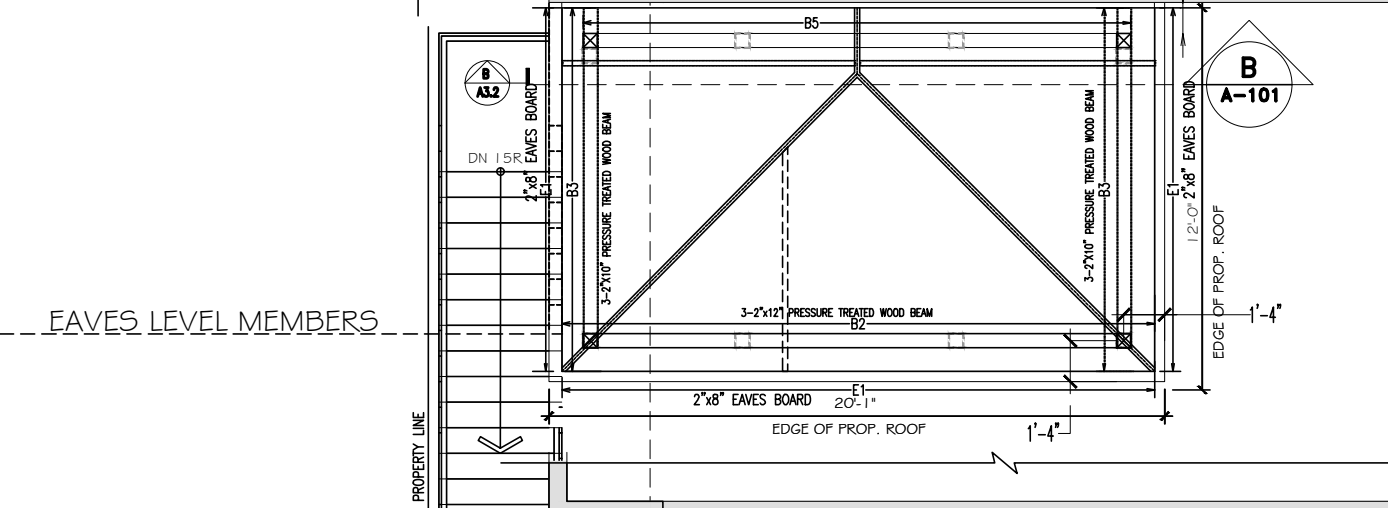 B5
B
A3.2
B
A-101
2"x8" EAVES BOARD
E1
B3
3-2"x10" PRESSURE TREATED WOOD BEAM
3-2"x10" PRESSURE TREATED WOOD BEAM
B3
E1
2"x8" EAVES BOARD
12'-0"
EDGE OF PROP. ROOF
DN 15R
EAVES LEVEL MEMBERS
3-2"x12" PRESSURE TREATED WOOD BEAM
B2
1'-4"
E1
2"x8" EAVES BOARD
20'-1"
EDGE OF PROP. ROOF
1'-4"
PROPERTY LINE